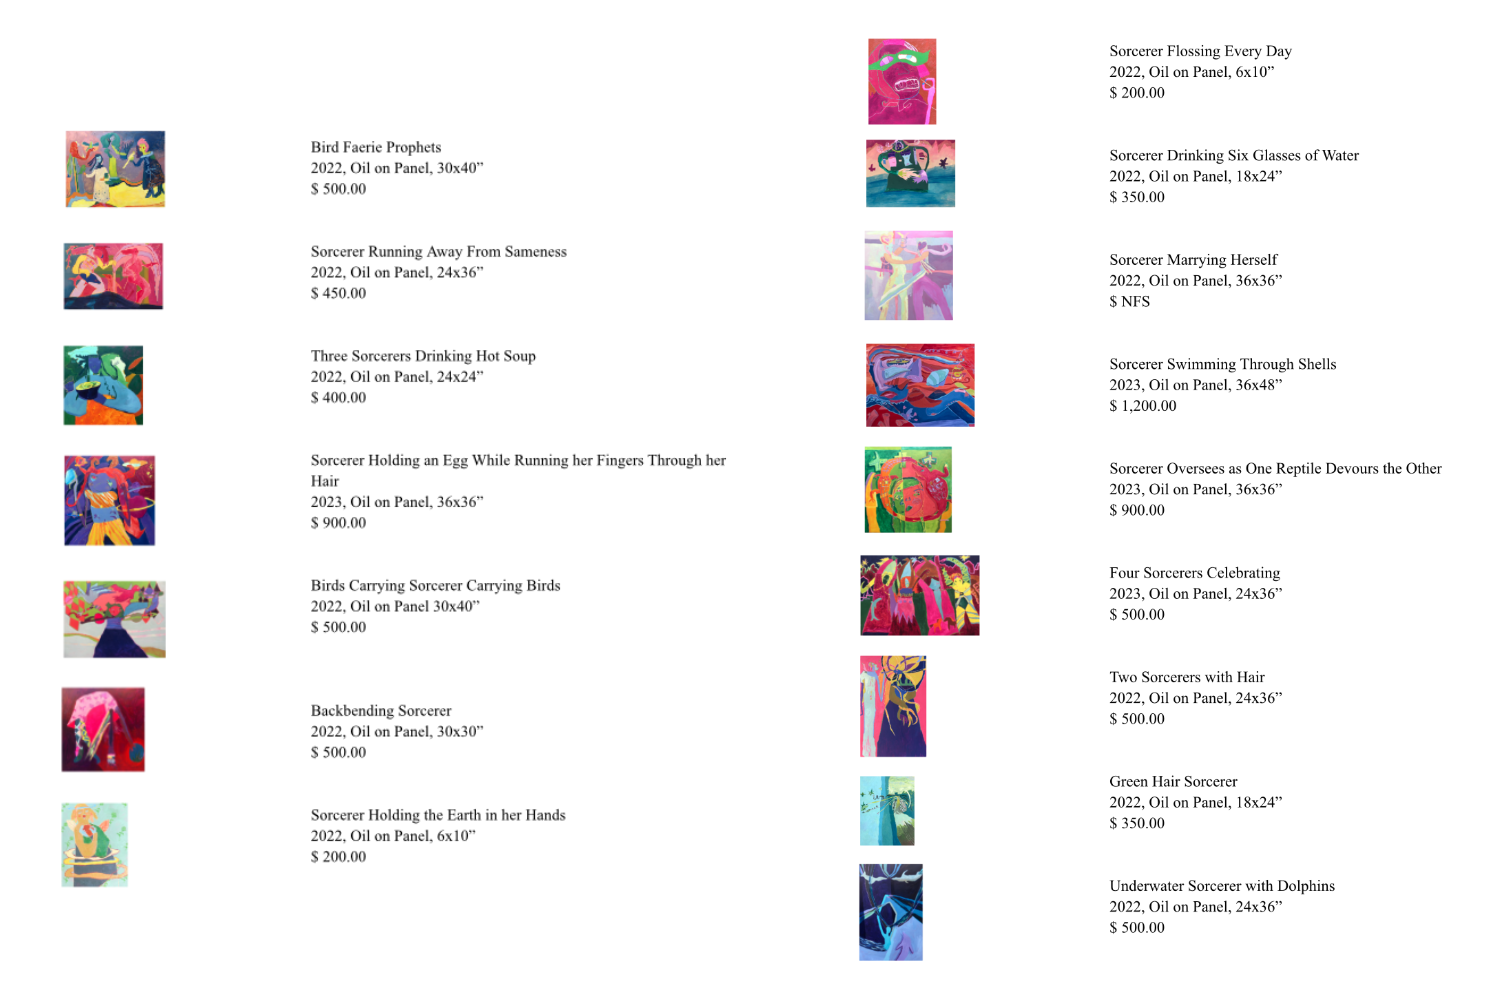 Bird Faerie Prophets
2022, Oil on Panel, 30x40”
$ 500.00
Sorcerer Running Away From Sameness
2022, Oil on Panel, 24x36”
$ 450.00
Three Sorcerers Drinking Hot Soup
2022, Oil on Panel, 24x24”
$ 400.00
Sorcerer Holding an Egg While Running her Fingers Through her
Hair
2023, Oil on Panel, 36x36”
$ 900.00
Birds Carrying Sorcerer Carrying Birds
2022, Oil on Panel 30x40”
$ 500.00
Backbending Sorcerer
2022, Oil on Panel, 30x30”
$ 500.00
Sorcerer Holding the Earth in her Hands
2022, Oil on Panel, 6x10”
$ 200.00
Sorcerer Flossing Every Day
2022, Oil on Panel, 6x10”
$ 200.00
Sorcerer Drinking Six Glasses of Water
2022, Oil on Panel, 18x24”
$ 350.00
Sorcerer Marrying Herself
2022, Oil on Panel, 36x36”
$ NFS
Sorcerer Swimming Through Shells
2023, Oil on Panel, 36x48”
$ 1,200.00
Sorcerer Oversees as One Reptile Devours the Other
2023, Oil on Panel, 36x36”
$ 900.00
Four Sorcerers Celebrating
2023, Oil on Panel, 24x36”
$ 500.00
Two Sorcerers with Hair
2022, Oil on Panel, 24x36”
$ 500.00
Green Hair Sorcerer
2022, Oil on Panel, 18x24”
$ 350.00
Underwater Sorcerer with Dolphins
2022, Oil on Panel, 24x36”
$ 500.00